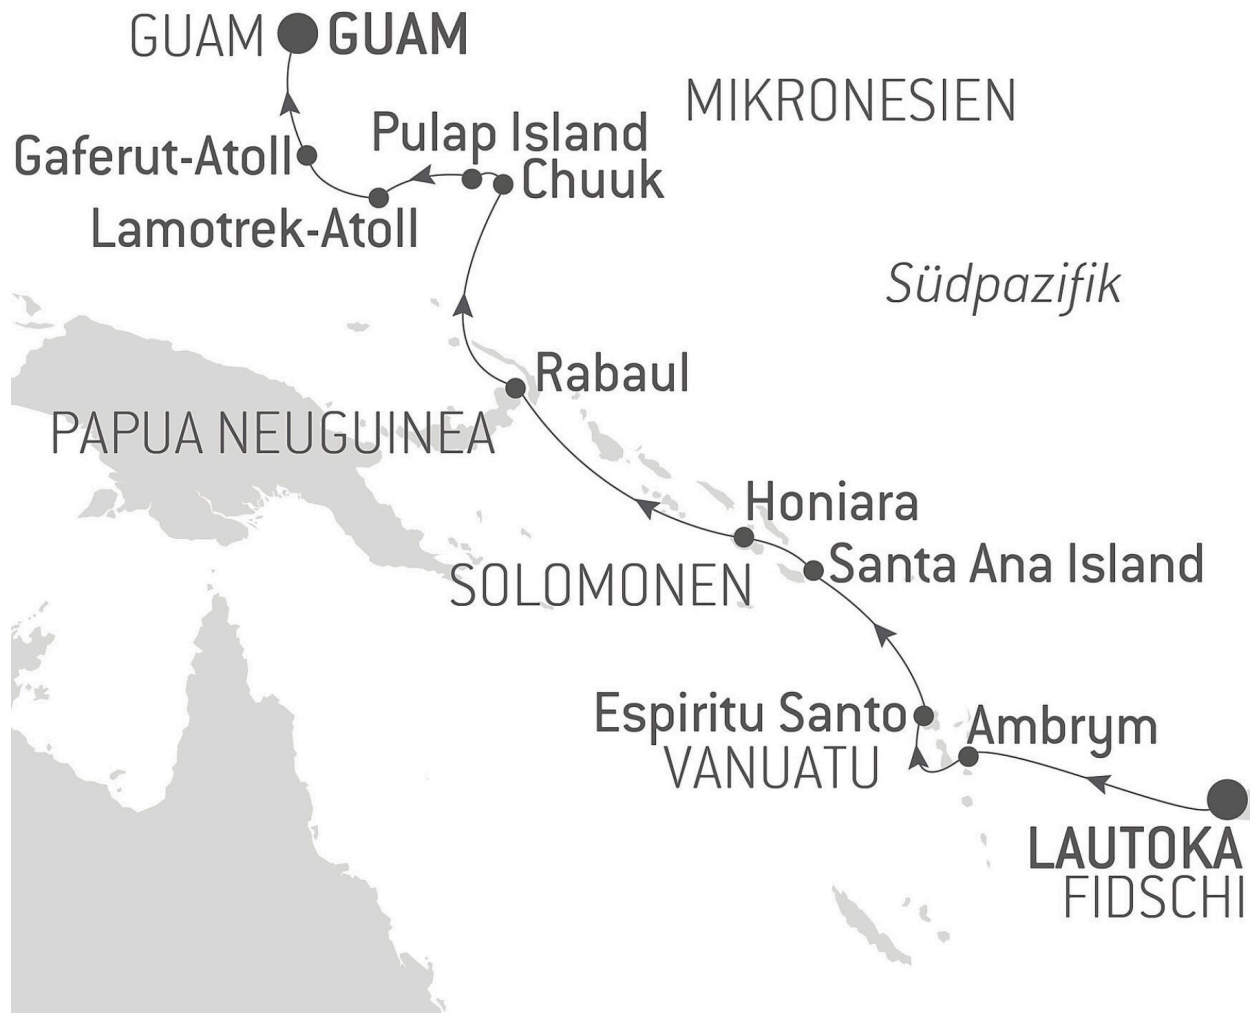 GUAM GUAM
MIKRONESIEN
Pulap Island
Gaferut-Atoll
Chuuk
Lamotrek-Atoll
Südpazifik
Rabaul
PAPUA NEUGUINEA
Honiara
Santa Ana Island
SOLOMONEN
Espiritu Santo
Ambrym
VANUATU
LAUTOKA
FIDSCHI